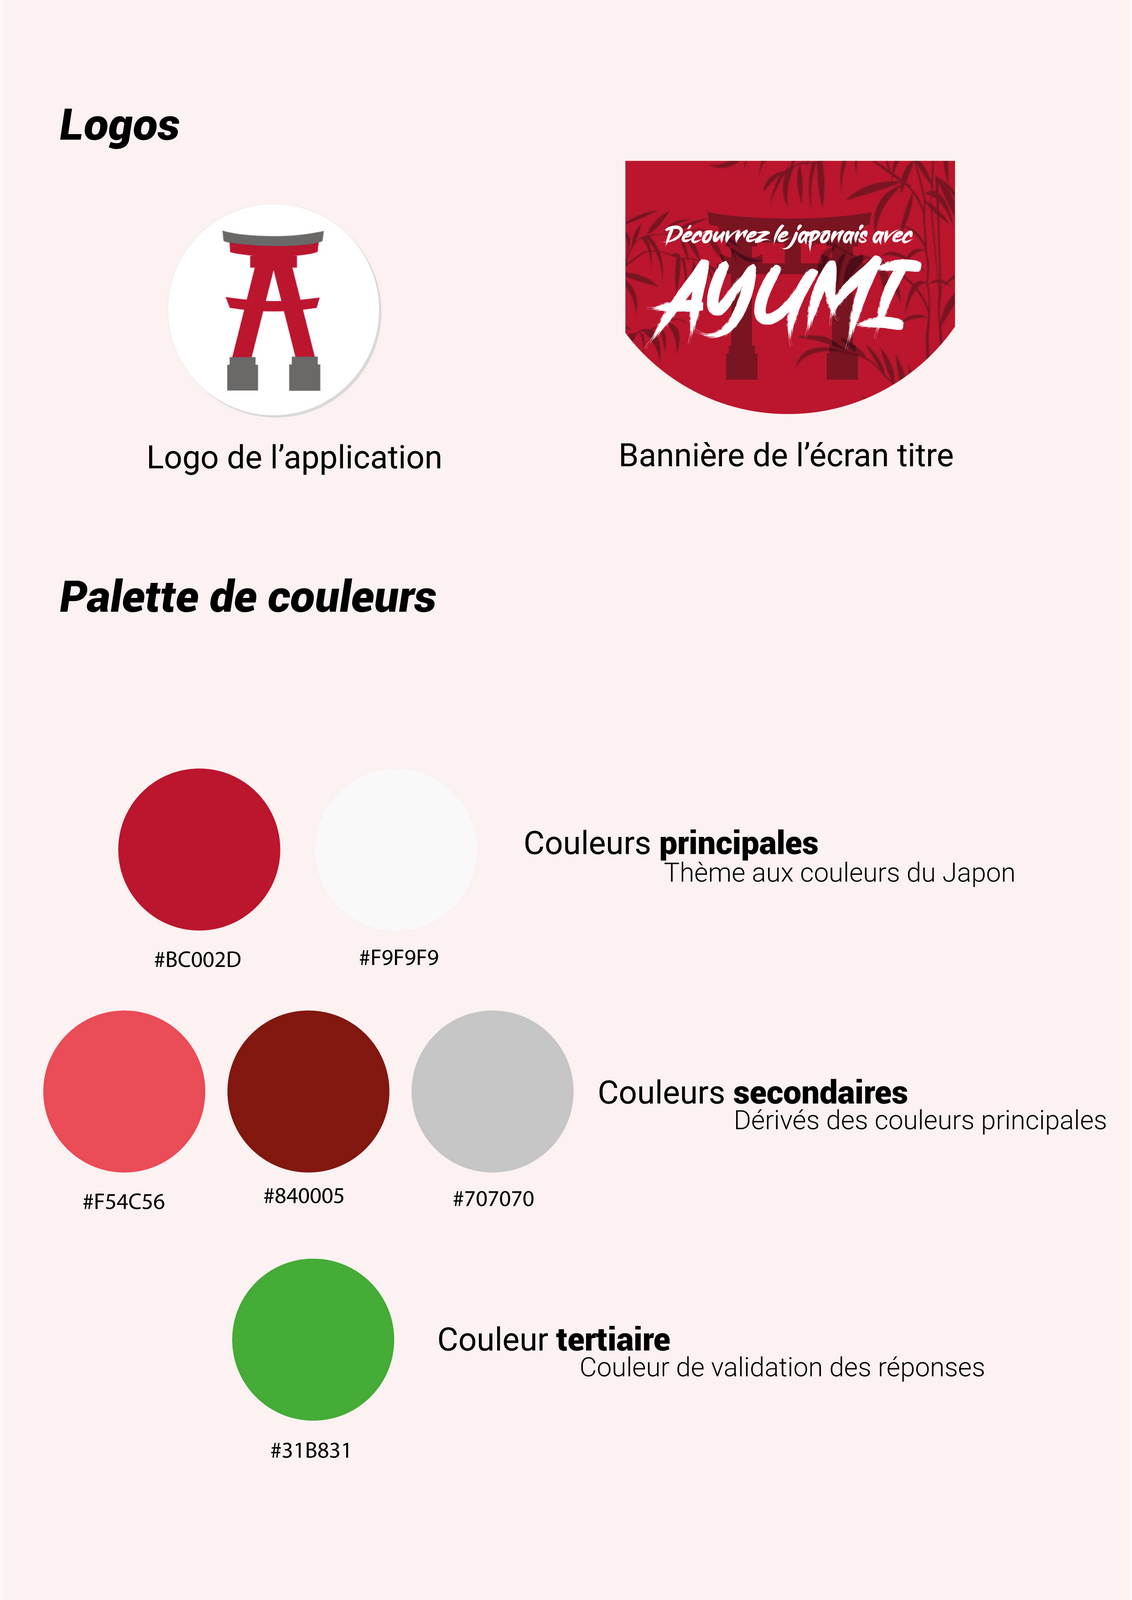 Logos
Découvrez le japonais avec
AYUMI
Logo de l’application
Bannière de l’écran titre
Palette de couleurs
Couleurs principales
Thème aux couleurs du Japon
#BC002D
#F9F9F9
Couleurs secondaires
Dérivés des couleurs principales
#F54C56
#840005
#707070
Couleur tertiaire
Couleur de validation des réponses
#31B831